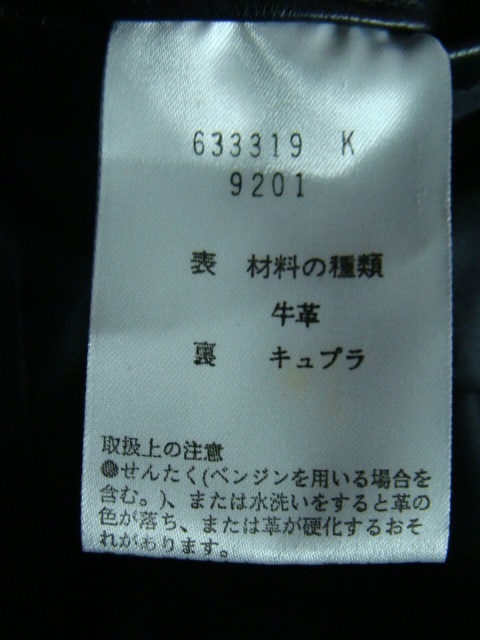 633319 K
9201
表 材料の種類
牛革
裏 キュプラ
取扱上の注意
●せんたく(ベンジンを用いる場合を
含む。)、または水洗いをすると革の
色が落ち、または革が硬化するおそ
れがあります。